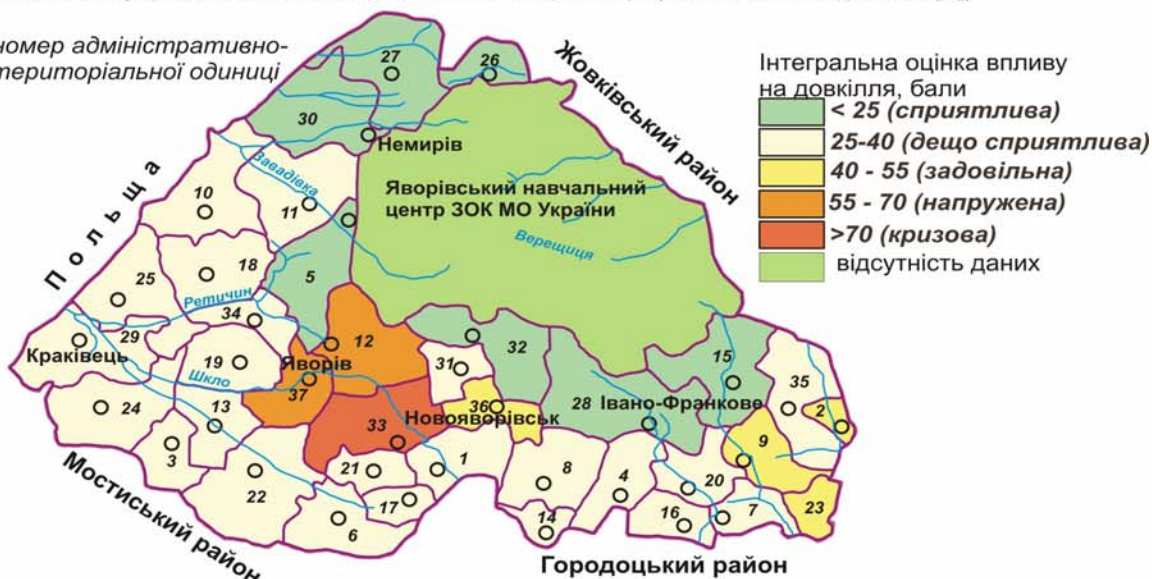 номер адміністративно-
територіальної одиниці
Інтегральна оцінка впливу
на довкілля, бали
< 25 (сприятлива)
25-40 (дещо сприятлива)
40 - 55 (задовільна)
55 - 70 (напружена)
>70 (кризова)
відсутність даних
Жовківський район
Польща
Мостиський район
Городоцький район
27
26
30
Немирів
Завадівка
Яворівський навчальний
центр ЗОК МО України
Верещиця
10
11
25
18
5
Ретичин
34
29
Краківець
19
12
Яворів
Шкло
37
31
32
15
35
24
13
33
36
Новояворівськ
28
Івано-Франкове
2
3
9
21
1
22
8
4
20
17
6
14
16
7
23